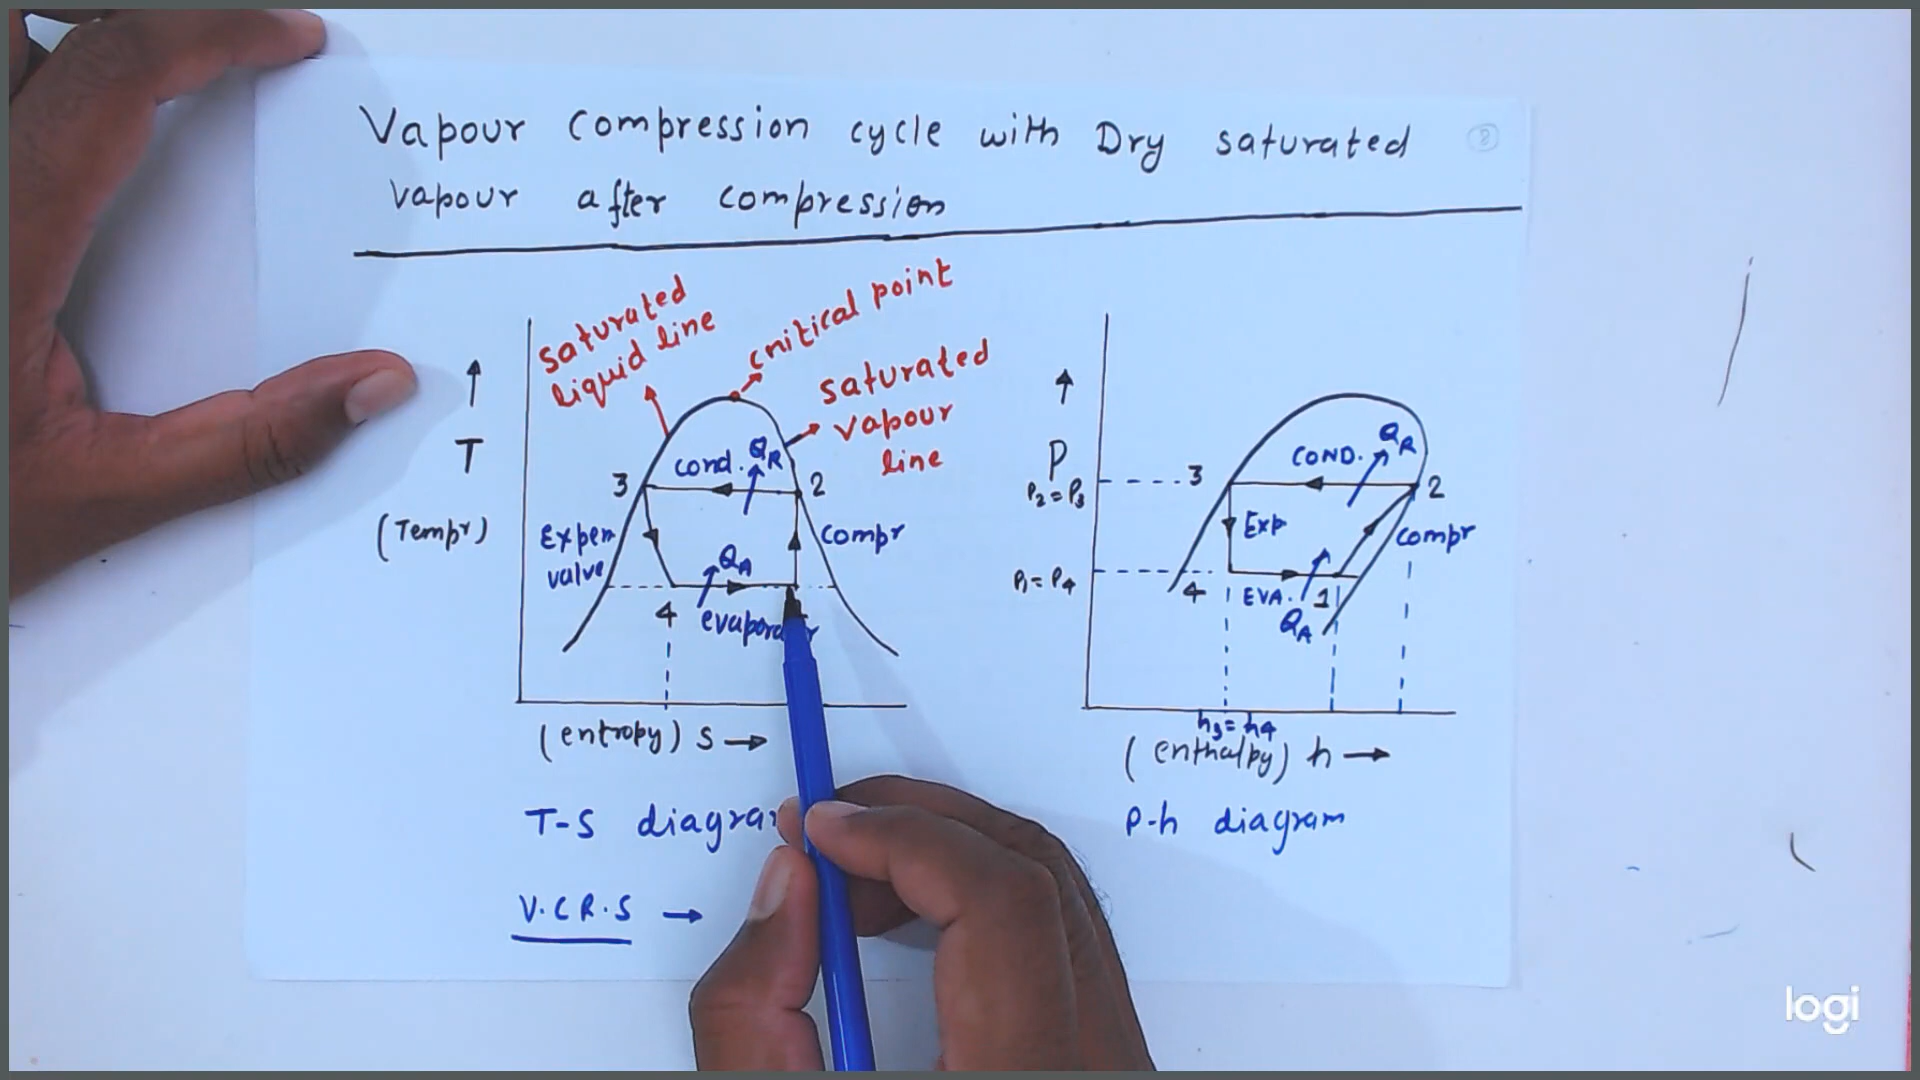 Vapour compression cycle with Dry saturated
vapour after compression
saturated
liquid line
critical point
saturated
vapour
line
T
(Tempr)
3
cond.
QR
2
Expen
valve
compr
QA
4
(entropy) s →
T-S diagram
V.C.R.S →
P
P2 = P3
P1 = P4
3
COND.
QR
2
Exp
compr
4
EVA.
1
QA
h3 = h4
(enthalpy) h →
P-h diagram
logi